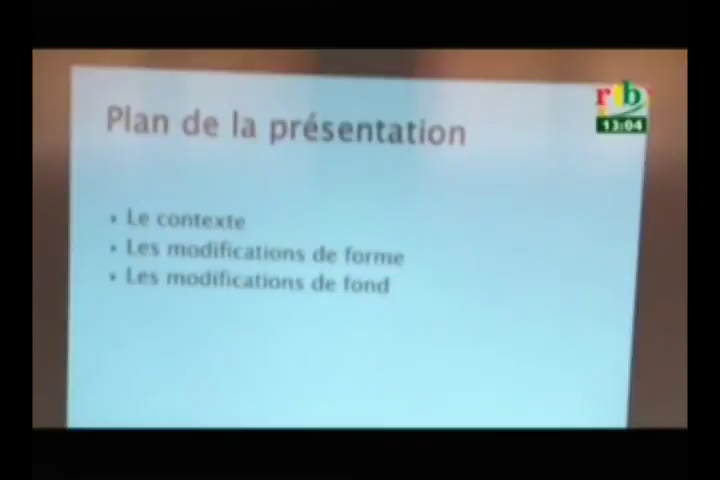 Plan de la présentation
rtb
13:04
Le contexte
Les modifications de forme
Les modifications de fond